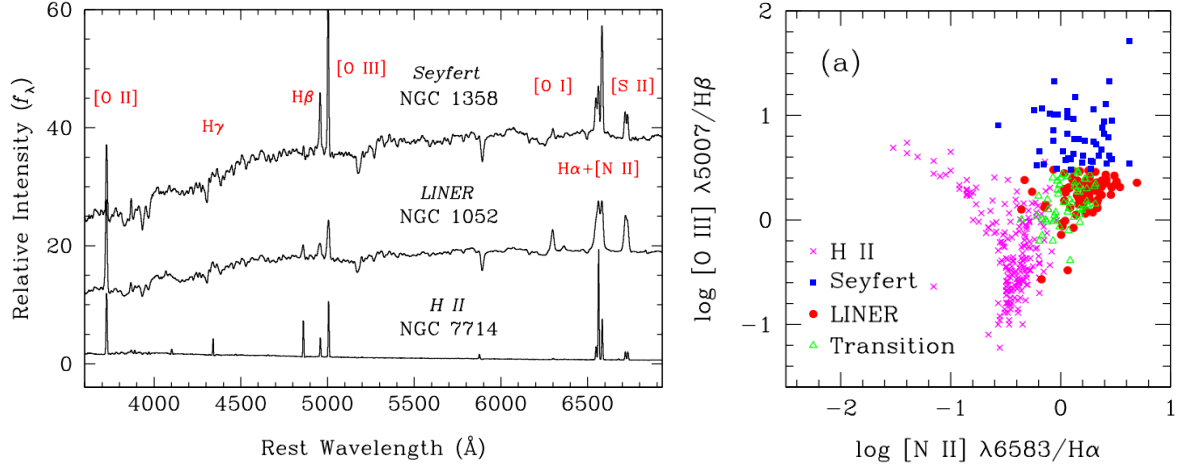 60
40
20
0
Relative Intensity (fλ)
[O II]
Hγ
Hβ
[O III]
Seyfert
NGC 1358
[O I]
[S II]
Hα+[N II]
LINER
NGC 1052
H II
NGC 7714
4000 4500 5000 5500 6000 6500
Rest Wavelength (Å)
2
1
0
−1
log [O III] λ5007/Hβ
(a)
H II
Seyfert
LINER
Transition
−2 −1 0 1
log [N II] λ6583/Hα